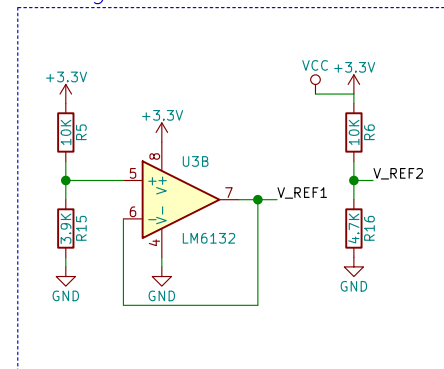 VCC
+3.3V
+3.3V
+3.3V
10K
R5
10K
R6
8
U3B
5
+
V+
7
V_REF1
V_REF2
6
-
V-
3.9K
R15
4
LM6132
4.7K
R16
GND
GND
GND